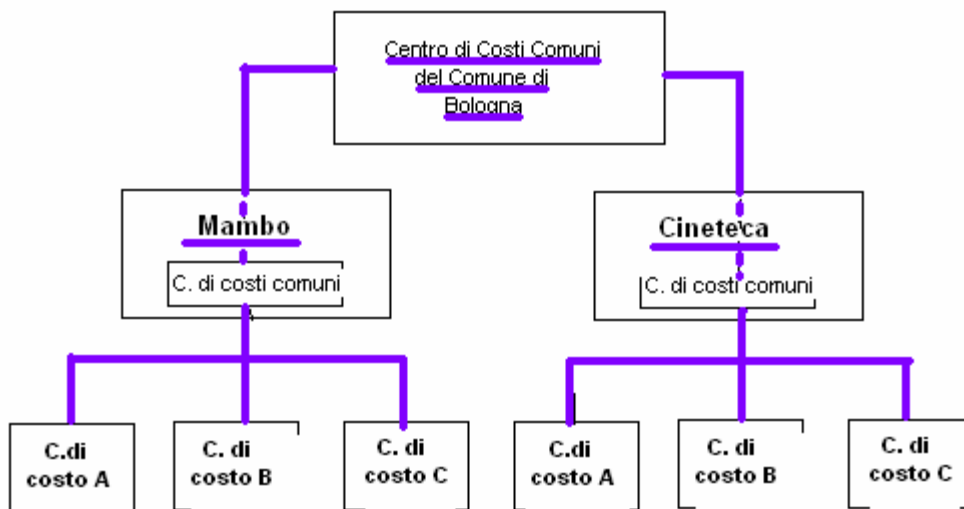 Centro di Costi Comuni
del Comune di
Bologna
Mambo
C. di costi comuni
Cineteca
C. di costi comuni
C.di
costo A
C. di
costo B
C. di
costo C
C.di
costo A
C. di
costo B
C. di
costo C